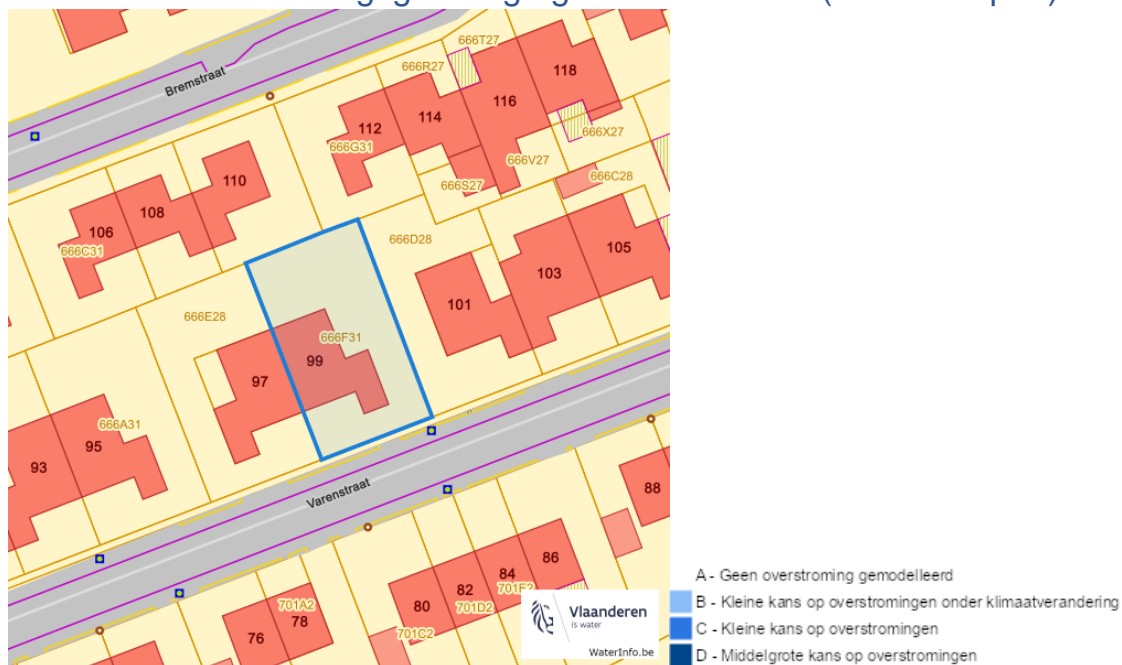 Bremstraat
666T27
666R27
118
116
114
112
666X27
666G31
666V27
666S27
666C28
110
108
106
666C31
666D28
105
103
101
666E28
666F31
99
97
666A31
95
93
Varenstraat
88
86
84
82
80
701E2
701D2
701A2
78
76
701C2
Vlaanderen
is water
WaterInfo.be
A - Geen overstroming gemodelleerd
B - Kleine kans op overstromingen onder klimaatverandering
C - Kleine kans op overstromingen
D - Middelgrote kans op overstromingen